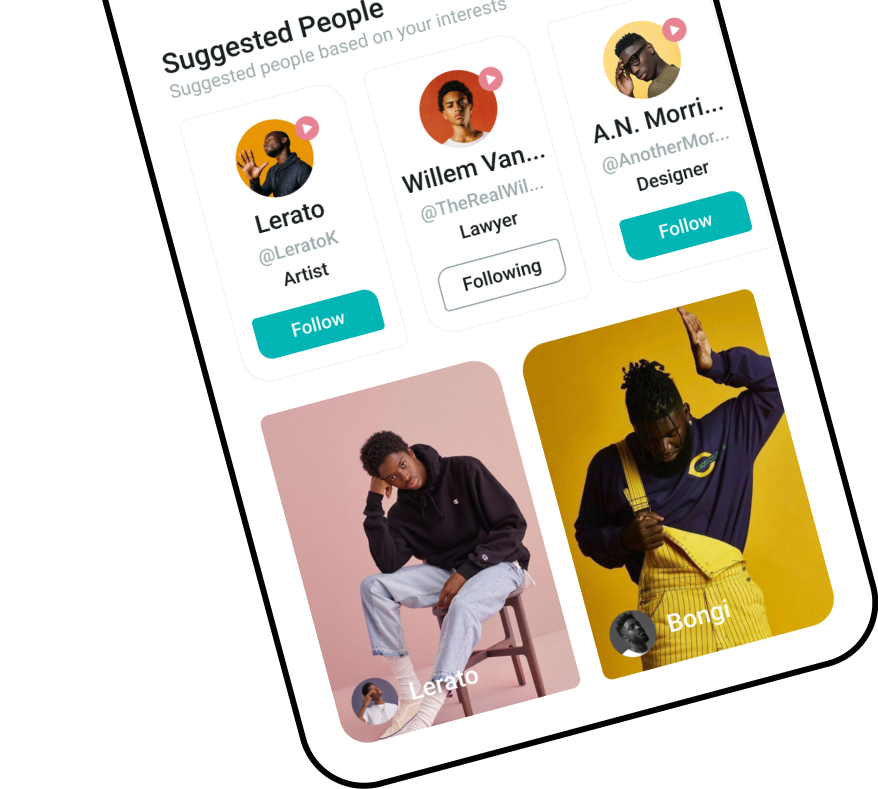 Suggested People
Suggested people based on your interests
Lerato
@LeratoK
Artist
Follow
Willem Van...
@TheRealWil...
Lawyer
Following
A.N. Morri...
@AnotherMor...
Designer
Follow
Lerato
Bongi